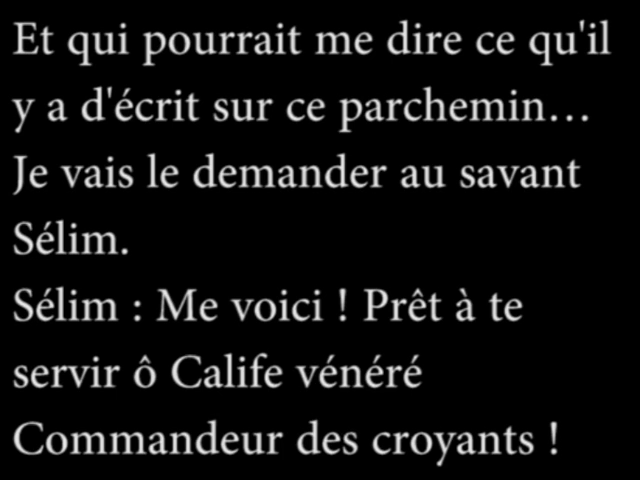 Et qui pourrait me dire ce qu'il
y a d'écrit sur ce parchemin…
Je vais le demander au savant
Sélim.
Sélim : Me voici ! Prêt à te
servir ô Calife vénéré
Commandeur des croyants !